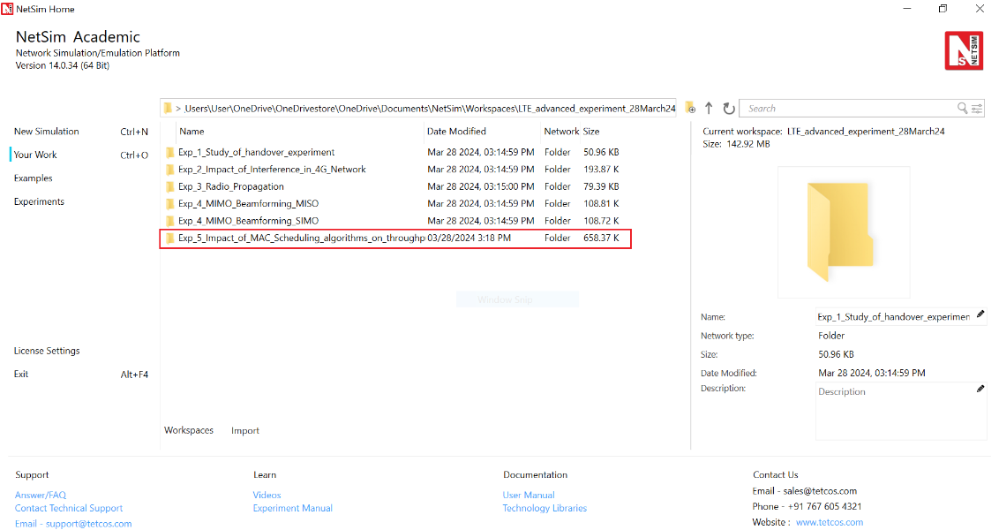 NetSim Home
NetSim Academic
Network Simulation/Emulation Platform
Version 14.0.34 (64 Bit)
NETSIM
> .Users\User\OneDrive\OneDrivestore\OneDrive\Documents\NetSim\Workspaces\LTE_advanced_experiment_28March24
Search
New Simulation Ctrl+N
Your Work Ctrl+O
Examples
Experiments
License Settings
Exit Alt+F4
Name Date Modified Network Size
Exp_1_Study_of_handover_experiment Mar 28 2024, 03:14:59 PM Folder 50.96 KB
Exp_2_Impact_of_Interference_in_4G_Network Mar 28 2024, 03:14:59 PM Folder 193.87 K
Exp_3_Radio_Propagation Mar 28 2024, 03:15:00 PM Folder 79.39 KB
Exp_4_MIMO_Beamforming_MISO Mar 28 2024, 03:14:59 PM Folder 108.81 K
Exp_4_MIMO_Beamforming_SIMO Mar 28 2024, 03:14:59 PM Folder 108.72 K
Exp_5_Impact_of_MAC_Scheduling_algorithms_on_throughp 03/28/2024 3:18 PM Folder 658.37 K
Window Snip
Workspaces Import
Current workspace: LTE_advanced_experiment_28March24
Size: 142.92 MB
Name: Exp_1_Study_of_handover_experimen
Network type: Folder
Size: 50.96 KB
Date Modified: Mar 28 2024, 03:14:59 PM
Description: Description
Support
Answer/FAQ
Contact Technical Support
Email - support@tetcos.com
Learn
Videos
Experiment Manual
Documentation
User Manual
Technology Libraries
Contact Us
Email - sales@tetcos.com
Phone - +91 767 605 4321
Website : www.tetcos.com